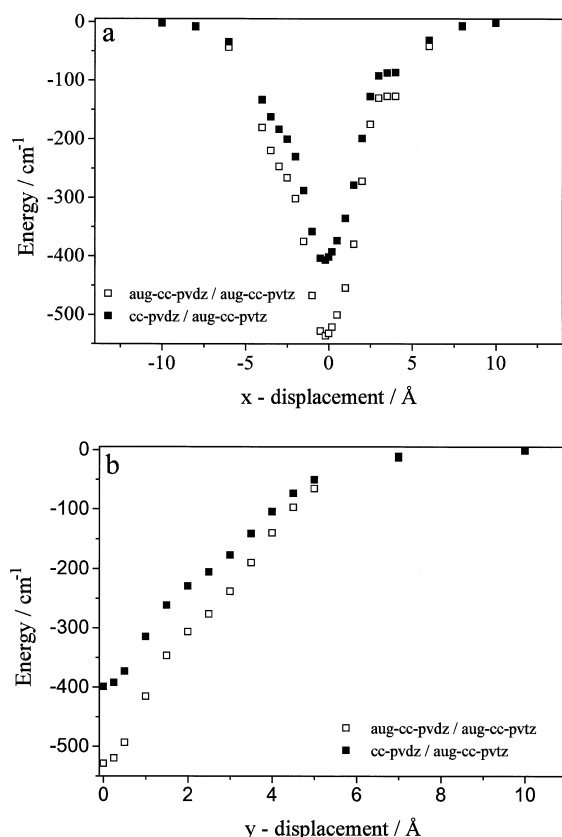 a
0
-100
-200
-300
-400
-500
Energy / cm-1
aug-cc-pvdz / aug-cc-pvtz
cc-pvdz / aug-cc-pvtz
-10 -5 0 5 10
x - displacement / Å
b
0
-100
-200
-300
-400
-500
Energy / cm-1
aug-cc-pvdz / aug-cc-pvtz
cc-pvdz / aug-cc-pvtz
0 2 4 6 8 10
y - displacement / Å